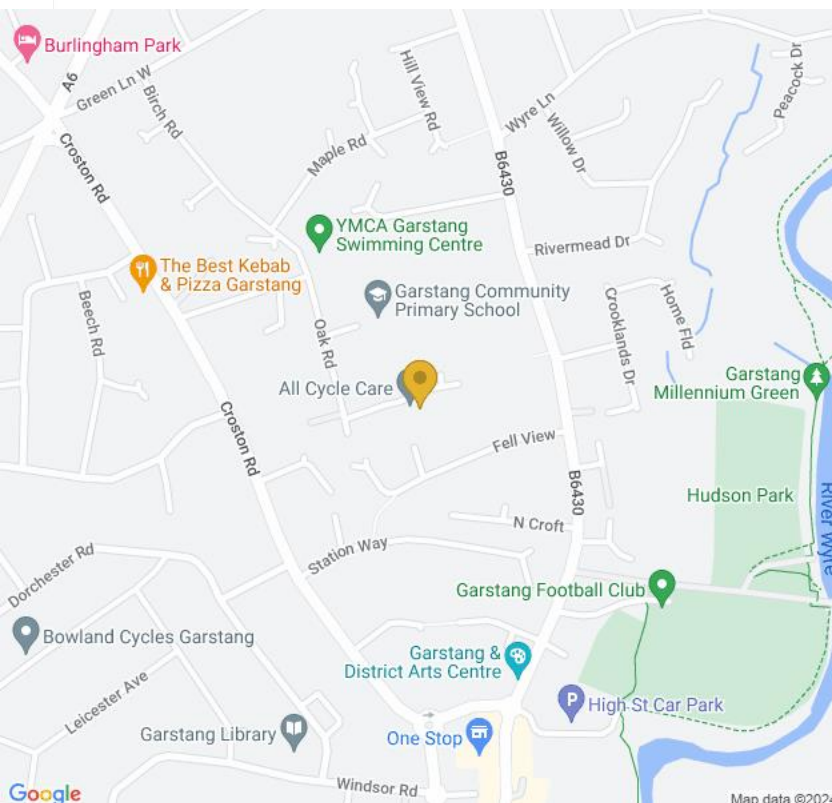 Burlingham Park
A6
Green Ln W
Birch Rd
Hill View Rd
Peacock Dr
Wyre Ln
Willow Dr
Maple Rd
Croston Rd
B6430
YMCA Garstang
Swimming Centre
Rivermead Dr
The Best Kebab
& Pizza Garstang
Garstang Community
Primary School
Beech Rd
Oak Rd
Crooklands Dr
Home Fld
All Cycle Care
Garstang
Millennium Green
Croston Rd
Fell View
B6430
Hudson Park
River Wyre
N Croft
Station Way
Dorchester Rd
Garstang Football Club
Bowland Cycles Garstang
Garstang &
District Arts Centre
Leicester Ave
High St Car Park
Garstang Library
One Stop
P
Windsor Rd
Google
Map data ©2024